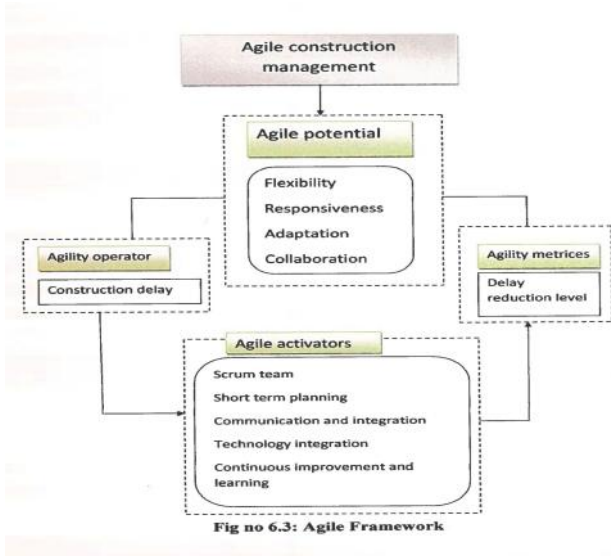 Agile construction
management
Agile potential
Flexibility
Responsiveness
Adaptation
Collaboration
Agility operator
Construction delay
Agility metrices
Delay
reduction level
Agile activators
Scrum team
Short term planning
Communication and integration
Technology integration
Continuous improvement and
learning
Fig no 6.3: Agile Framework